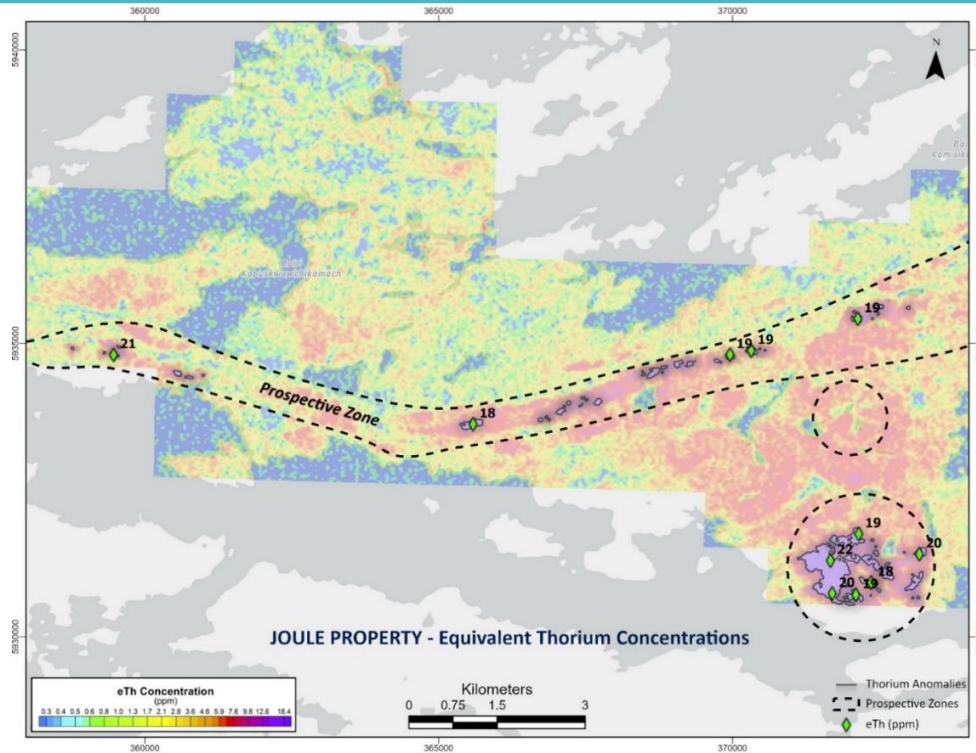 360000
365000
370000
5940000
N
Kamisik
5935000
21
Prospective Zone
18
19
19
19
19
22
20
18
20
19
5930000
JOULE PROPERTY - Equivalent Thorium Concentrations
eTh Concentration
(ppm)
0.3 0.4 0.5 0.6 0.8 1.0 1.3 1.7 2.1 2.8 3.8 4.6 5.9 7.6 9.8 12.6 18.4
Kilometers
0 0.75 1.5 3
Thorium Anomalies
Prospective Zones
eTh (ppm)
360000
365000
370000